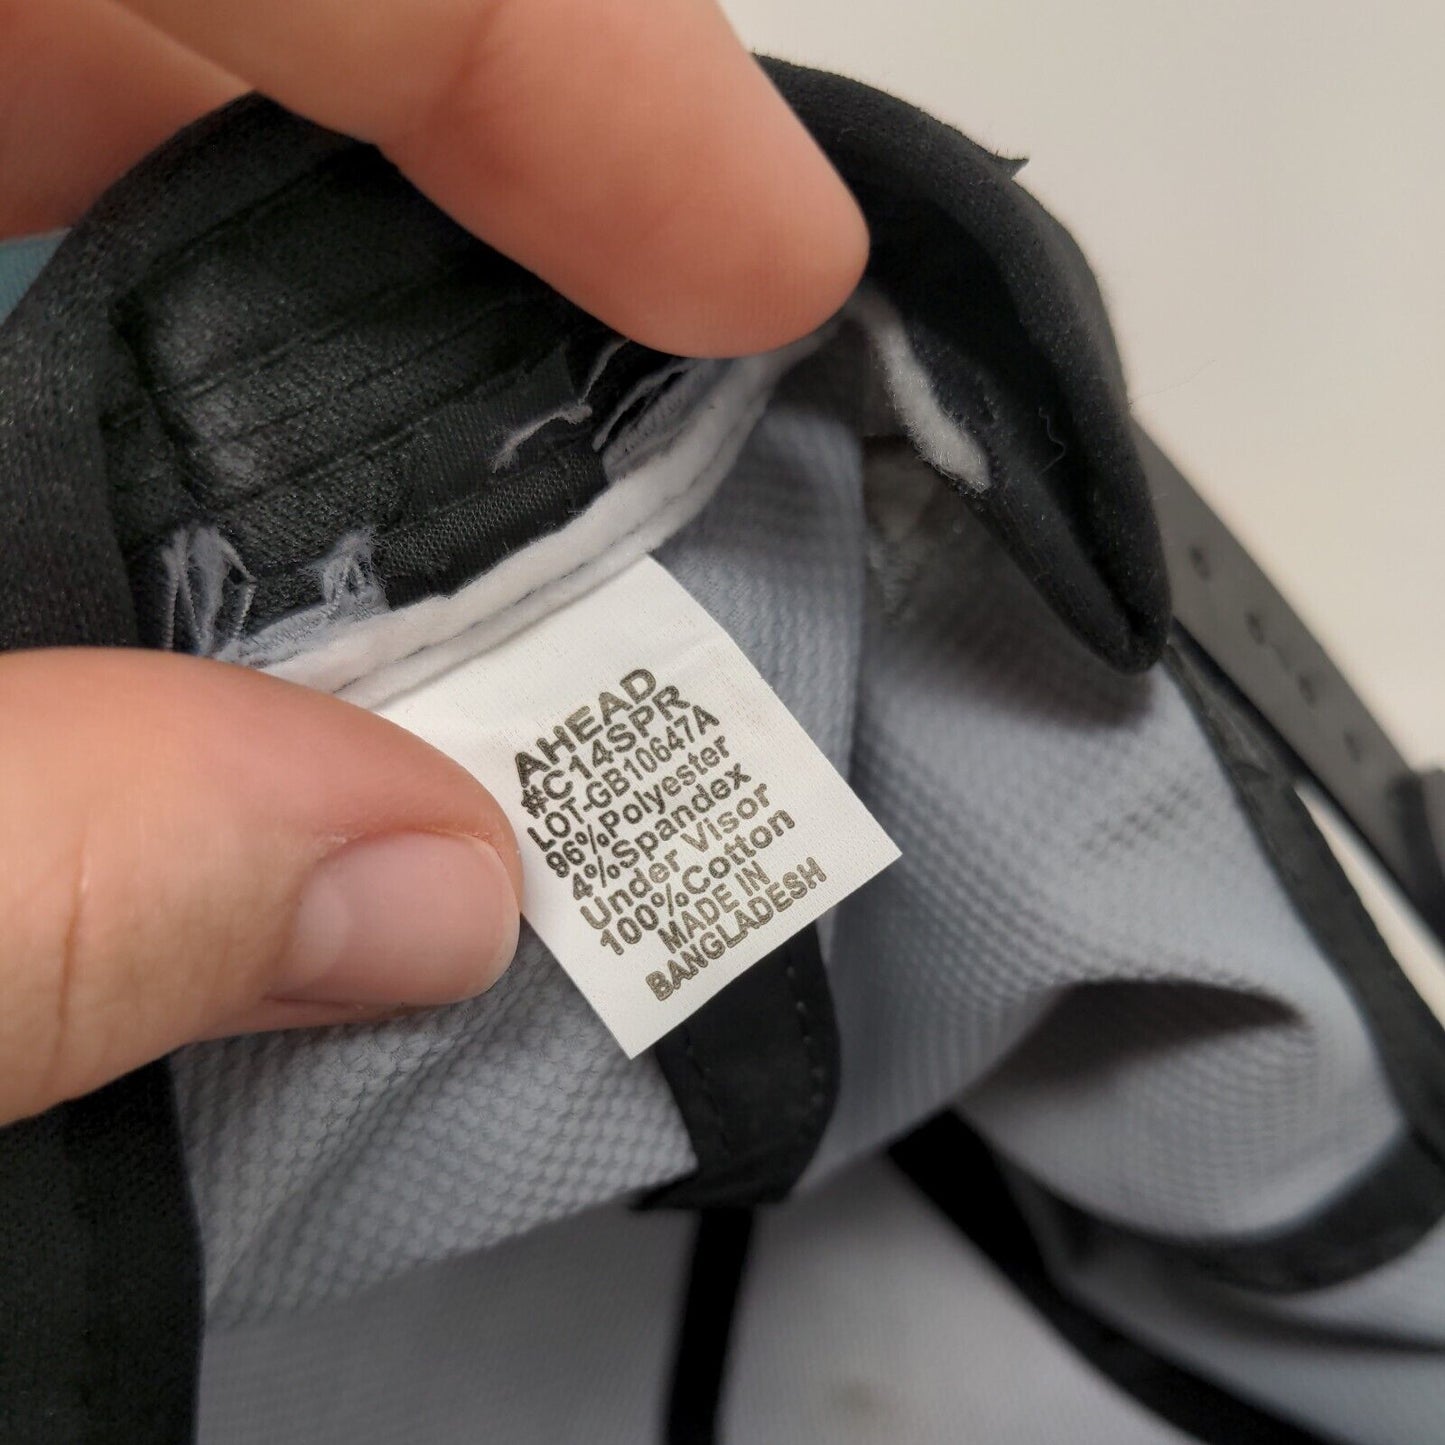 AHEAD
#C14SPR
LOT-GB10647A
96%Polyester
4%Spandex
Under Visor
100%Cotton
MADE IN
BANGLADESH